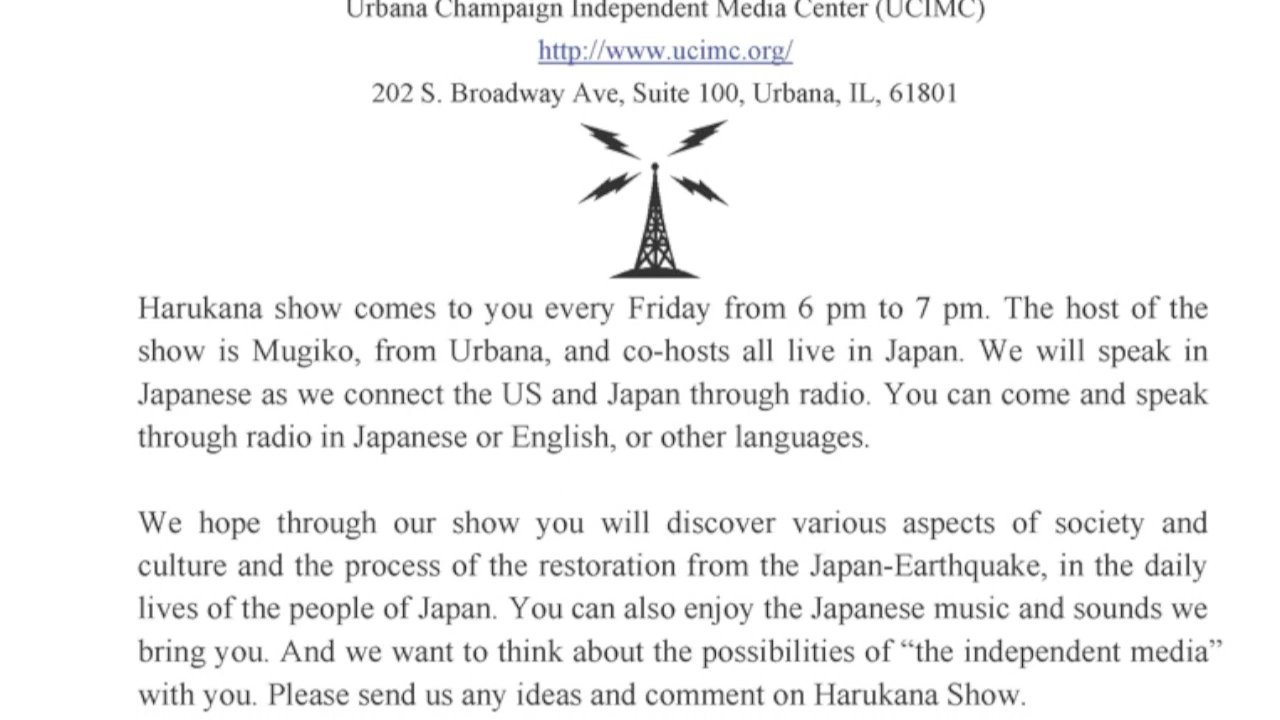 Urbana Champaign Independent Media Center (UCIMC)
http://www.ucimc.org/
202 S. Broadway Ave, Suite 100, Urbana, IL, 61801
Harukana show comes to you every Friday from 6 pm to 7 pm. The host of the
show is Mugiko, from Urbana, and co-hosts all live in Japan. We will speak in
Japanese as we connect the US and Japan through radio. You can come and speak
through radio in Japanese or English, or other languages.
We hope through our show you will discover various aspects of society and
culture and the process of the restoration from the Japan-Earthquake, in the daily
lives of the people of Japan. You can also enjoy the Japanese music and sounds we
bring you. And we want to think about the possibilities of “the independent media”
with you. Please send us any ideas and comment on Harukana Show.